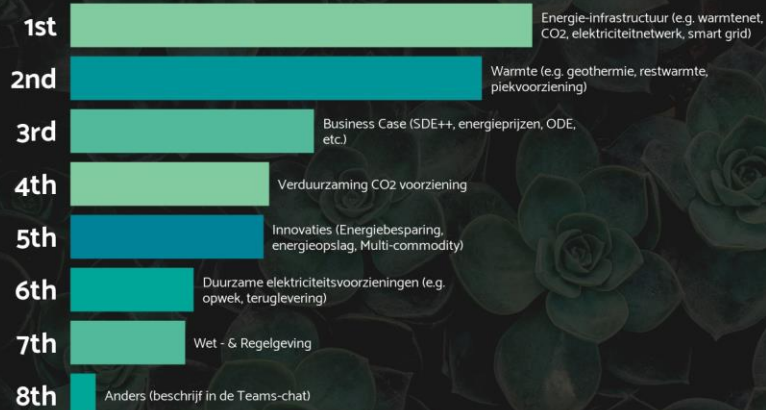 1st
Energie-infrastructuur (e.g. warmtenet,
CO2, elektriciteitnetwerk, smart grid)
2nd
Warmte (e.g. geothermie, restwarmte,
piekvoorziening)
3rd
Business Case (SDE++, energieprijzen, ODE,
etc.)
4th
Verduurzaming CO2 voorziening
5th
Innovaties (Energiebesparing,
energieopslag, Multi-commodity)
6th
Duurzame elektriciteitsvoorzieningen (e.g.
opwek, teruglevering)
7th
Wet - & Regelgeving
8th
Anders (beschrijf in de Teams-chat)